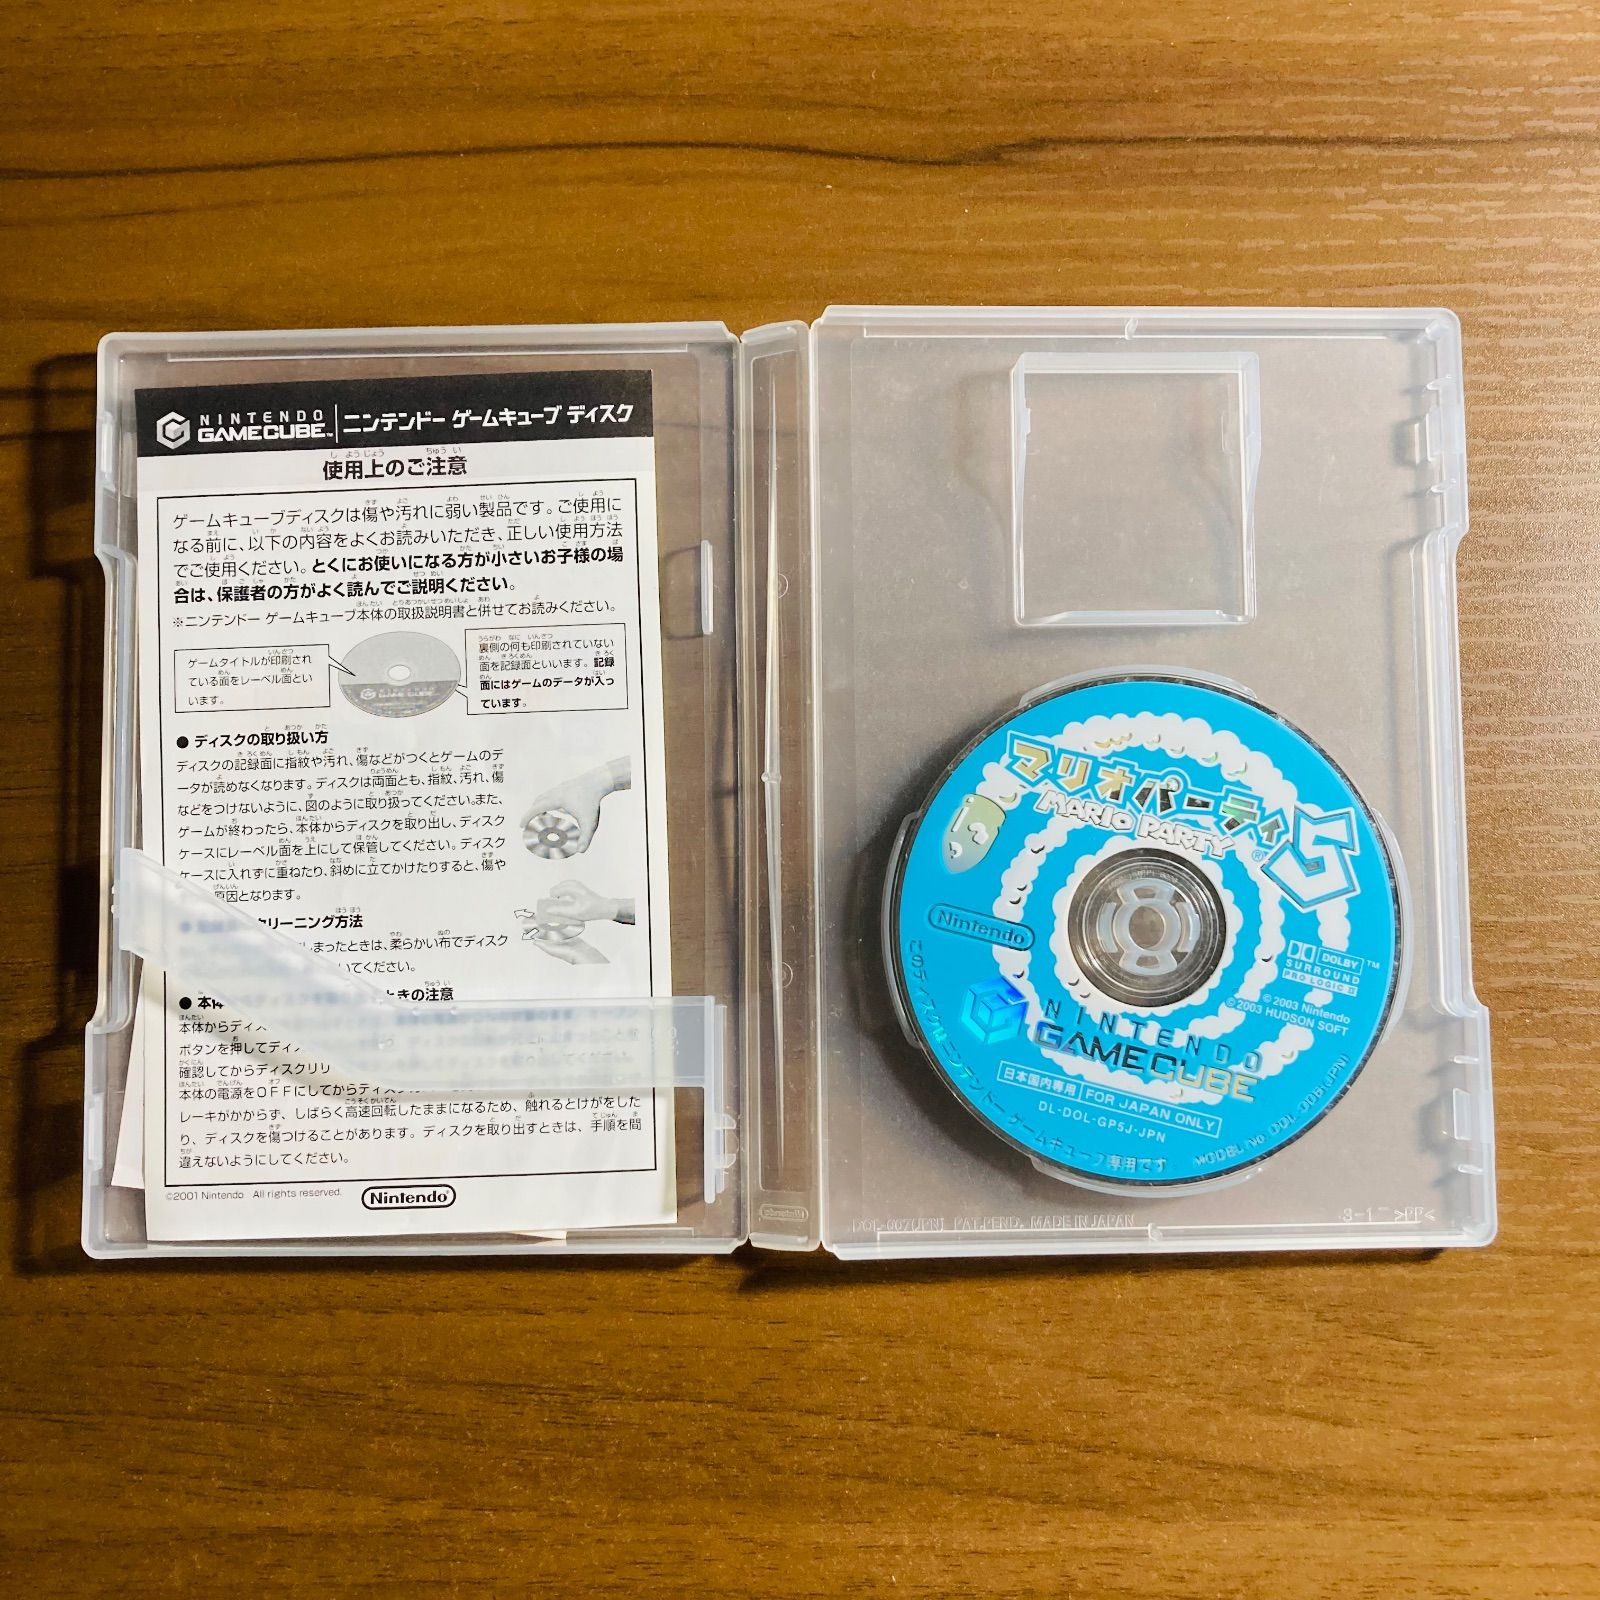 NINTENDO
GAMECUBE™
ニンテンドー ゲームキューブ ディスク
使用上のご注意
ゲームキューブディスクは傷や汚れに弱い製品です。ご使用に
なる前に、以下の内容をよくお読みいただき、正しい使用方法
でご使用ください。とくにお使いになる方が小さいお子様の場
合は、保護者の方がよく読んでご説明ください。
※ニンテンドー ゲームキューブ本体の取扱説明書と併せてお読みください。
ゲームタイトルが印刷され
ている面をレーベル面とい
います。
NINTENDO
GAMECUBE
裏側の何も印刷されていない
面を記録面といいます。記録
面にはゲームのデータが入っ
ています。
● ディスクの取り扱い方
ディスクの記録面に指紋や汚れ、傷などがつくとゲームのデ
ータが読めなくなります。ディスクは両面とも、指紋、汚れ、傷
などをつけないように、図のように取り扱ってください。また、
ゲームが終わったら、本体からディスクを取り出し、ディスク
ケースにレーベル面を上にして保管してください。ディスク
ケースに入れずに重ねたり、斜めに立てかけたりすると、傷や
原因となります。
クリーニング方法
しまったときは、柔らかい布でディスク
いてください。
● 本体
ときの注意
本体からディス
ボタンを押してディス
確認してからディスクリリ
本体の電源をOFFにしてからディスク
レーキがかからず、しばらく高速回転したままになるため、触れるとけがをした
り、ディスクを傷つけることがあります。ディスクを取り出すときは、手順を間
違えないようにしてください。
©2001 Nintendo All rights reserved.
Nintendo
マリオパーティ5
MARIO PARTY®
Nintendo
DOLBY™
SURROUND
PRO LOGIC II
© 2003 Nintendo
© 2003 HUDSON SOFT
NINTENDO
GAMECUBE
日本国内専用 FOR JAPAN ONLY
DL-DOL-GP5J-JPN
このディスクはニンテンドー ゲームキューブ専用です。
MODEL No. DOL-006(JPN)
DOL-007(JPN) PAT.PEND. MADE IN JAPAN
3-1 >PP<
Nintendo